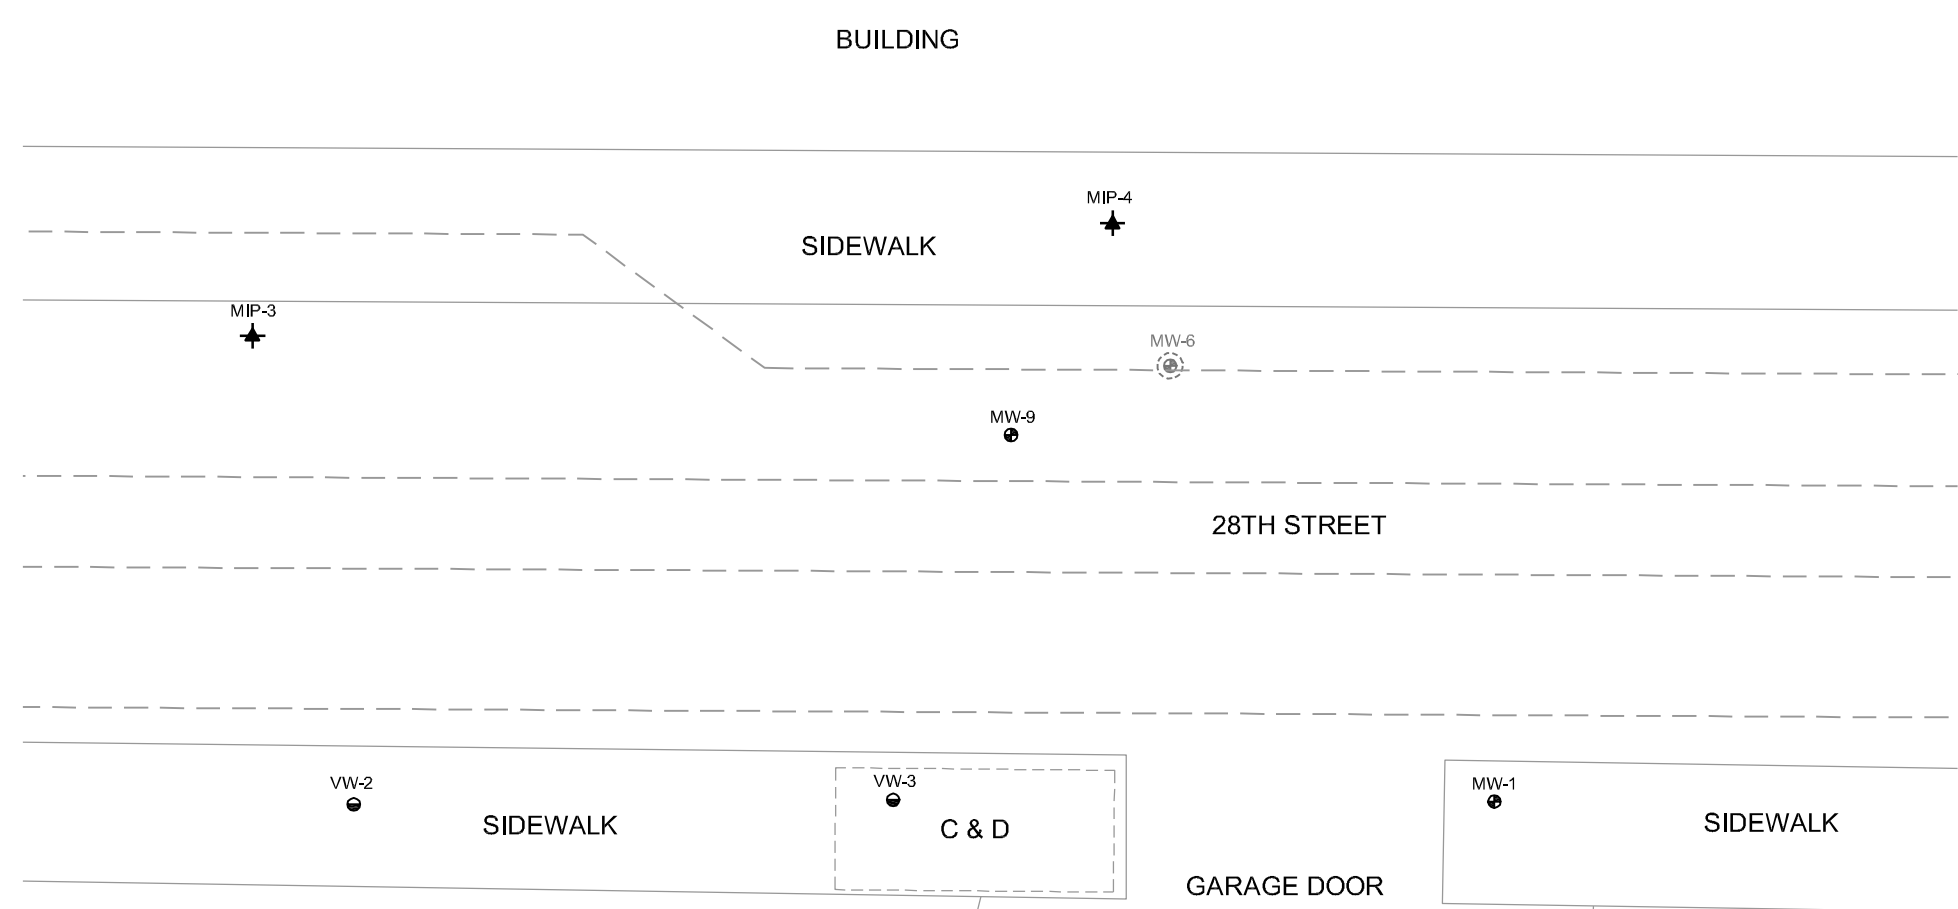 BUILDING
MIP-4
SIDEWALK
MIP-3
MW-6
MW-9
28TH STREET
VW-2
VW-3
MW-1
SIDEWALK
C & D
SIDEWALK
GARAGE DOOR